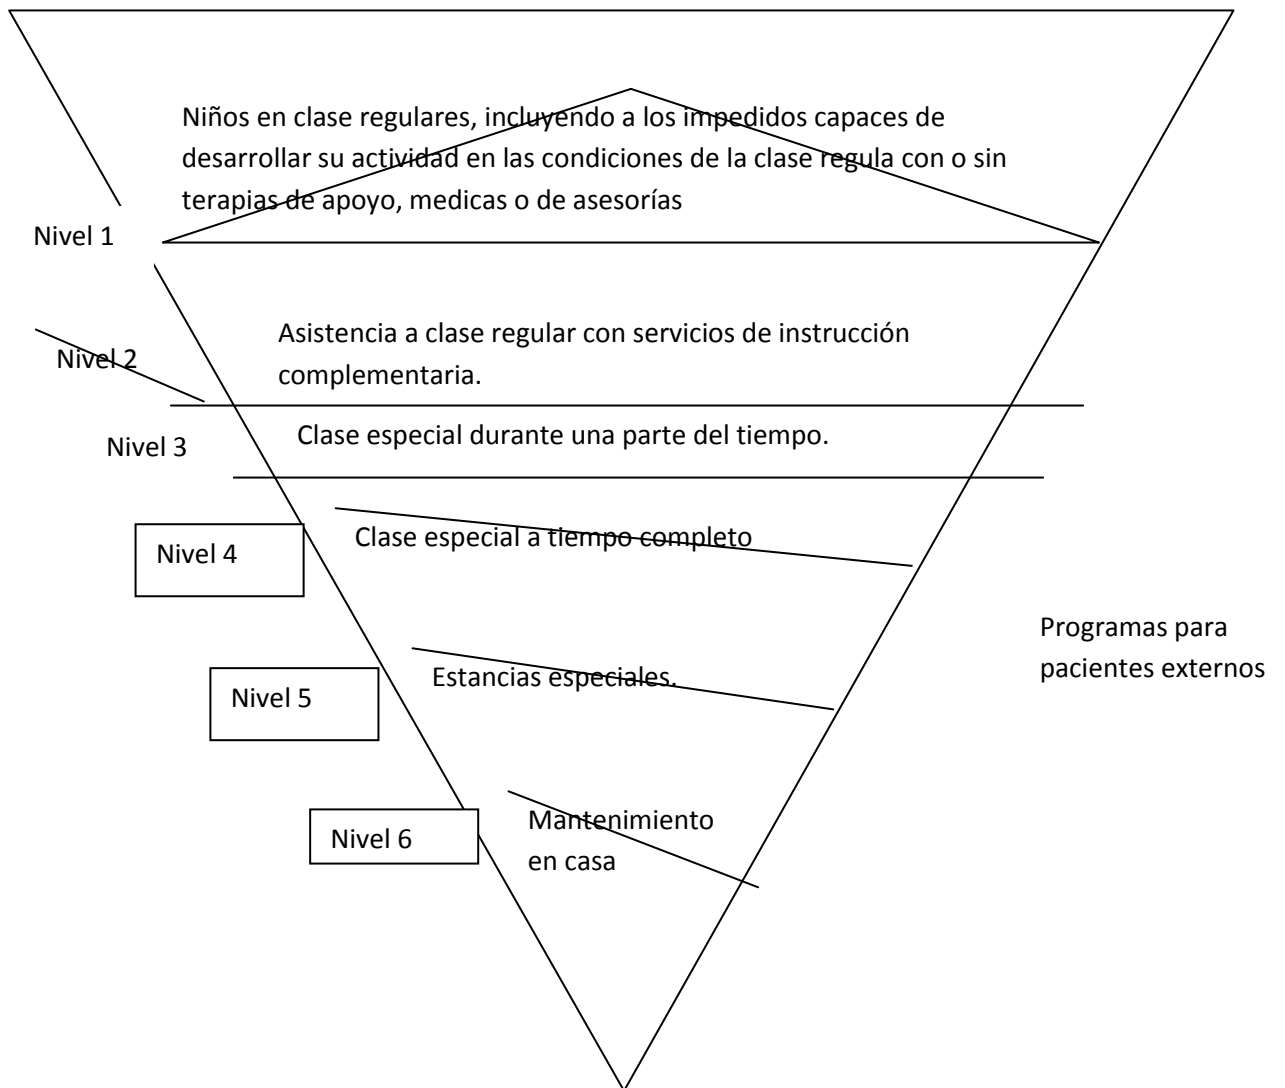 Niños en clase regulares, incluyendo a los impedidos capaces de
desarrollar su actividad en las condiciones de la clase regula con o sin
terapias de apoyo, medicas o de asesorías
Nivel 1
Asistencia a clase regular con servicios de instrucción
complementaria.
Nivel 2
Nivel 3
Clase especial durante una parte del tiempo.
Nivel 4
Clase especial a tiempo completo
Programas para
pacientes externos
Nivel 5
Estancias especiales.
Nivel 6
Mantenimiento
en casa